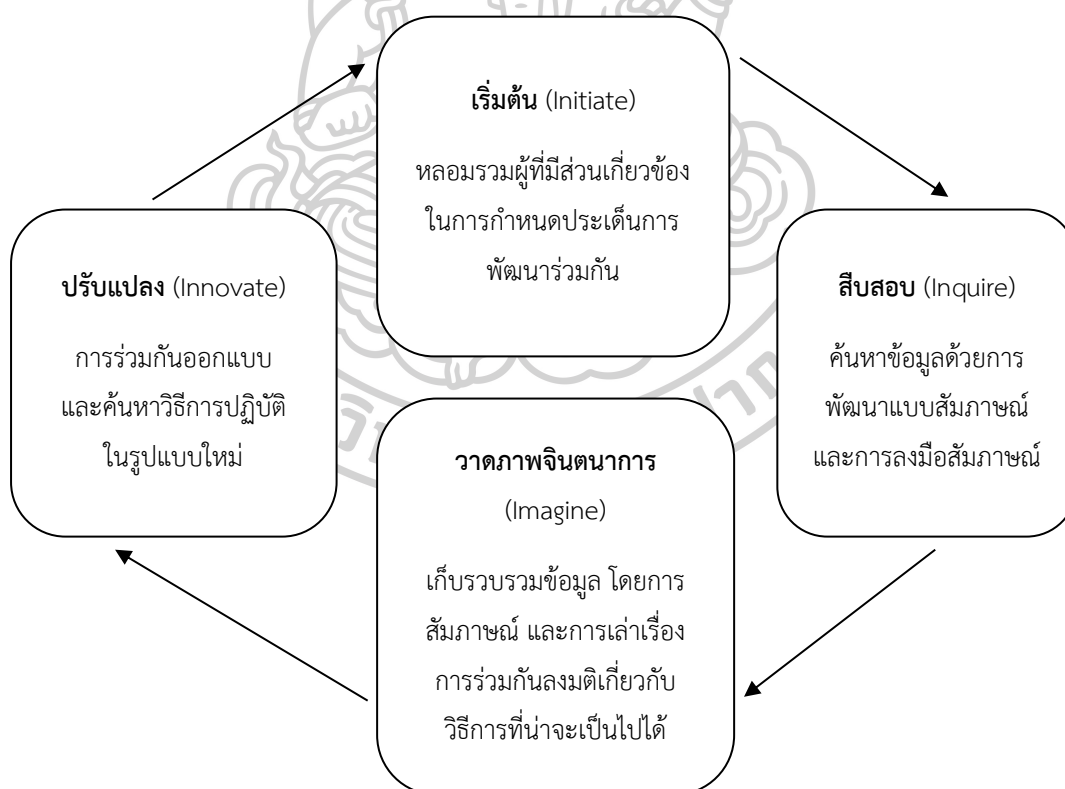 เริ่มต้น (Initiate)
หลอมรวมผู้ที่มีส่วนเกี่ยวข้อง
ในการกำหนดประเด็นการ
พัฒนาร่วมกัน
สืบสอบ (Inquire)
ค้นหาข้อมูลด้วยการ
พัฒนาแบบสัมภาษณ์
และการลงมือสัมภาษณ์
วาดภาพจินตนาการ
(Imagine)
เก็บรวบรวมข้อมูล โดยการ
สัมภาษณ์ และการเล่าเรื่อง
การร่วมกันลงมติเกี่ยวกับ
วิธีการที่น่าจะเป็นไปได้
ปรับแปลง (Innovate)
การร่วมกันออกแบบ
และค้นหาวิธีการปฏิบัติ
ในรูปแบบใหม่